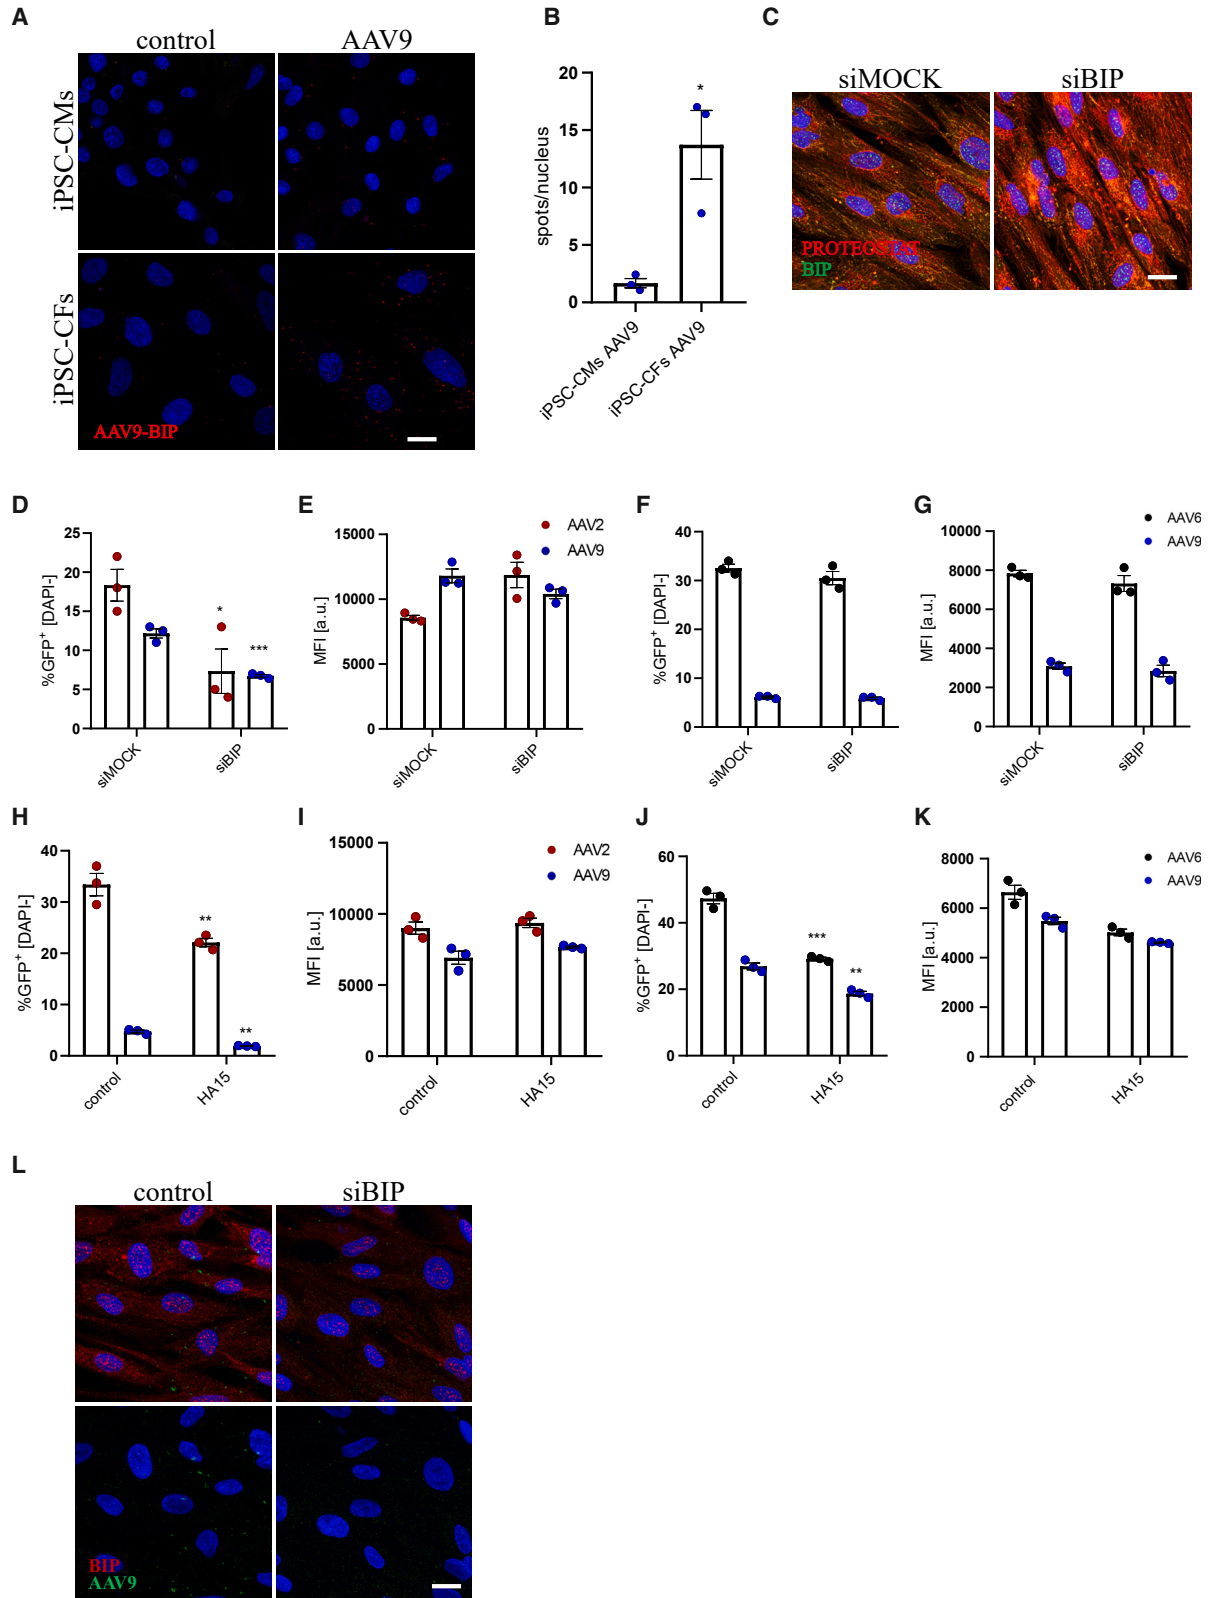 A
control AAV9
iPSC-CMs
iPSC-CFs
AAV9-BIP
B
20
15
10
5
0
spots/nucleus
*
iPSC-CMs AAV9
iPSC-CFs AAV9
C
siMOCK siBIP
PROTEOSTAT
BIP
D
25
20
15
10
5
0
%GFP+ [DAPI-]
*
***
siMOCK
siBIP
E
15000
10000
5000
0
MFI [a.u.]
AAV2
AAV9
siMOCK
siBIP
F
40
30
20
10
0
%GFP+ [DAPI-]
siMOCK
siBIP
G
10000
8000
6000
4000
2000
0
MFI [a.u.]
AAV6
AAV9
siMOCK
siBIP
H
40
30
20
10
0
%GFP+ [DAPI-]
**
**
control
HA15
I
15000
10000
5000
0
MFI [a.u.]
AAV2
AAV9
control
HA15
J
60
40
20
0
%GFP+ [DAPI-]
***
**
control
HA15
K
8000
6000
4000
2000
0
MFI [a.u.]
AAV6
AAV9
control
HA15
L
control siBIP
BIP
AAV9